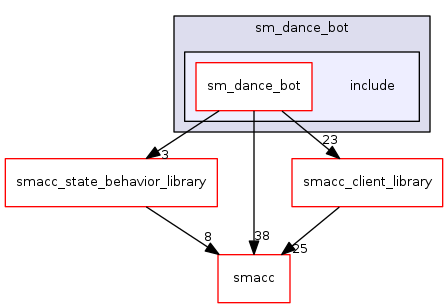 sm_dance_bot
sm_dance_bot
include
3
23
smacc_state_behavior_library
smacc_client_library
8
38
25
smacc